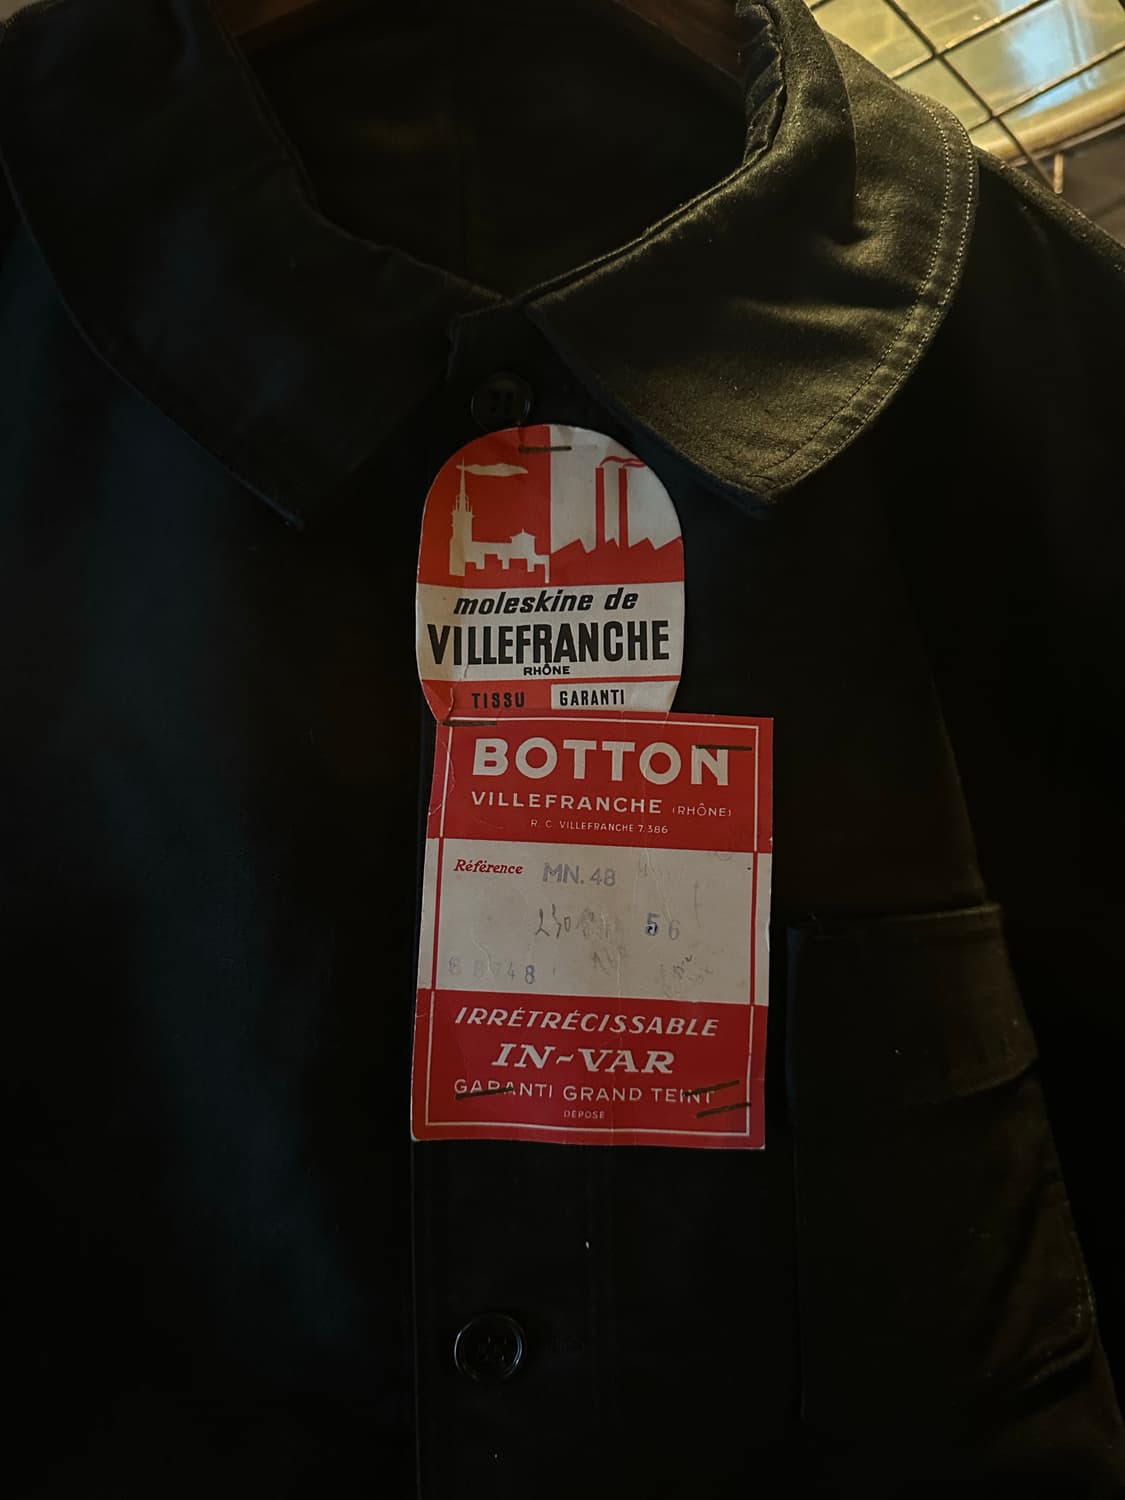 moleskine de
VILLEFRANCHE
RHÔNE
TISSU GARANTI
BOTTON
VILLEFRANCHE (RHÔNE)
R. C. VILLEFRANCHE 7.386
Référence MN. 48
56
IRRÉTRÉCISSABLE
IN-VAR
GARANTI GRAND TEINT
DÉPOSÉ